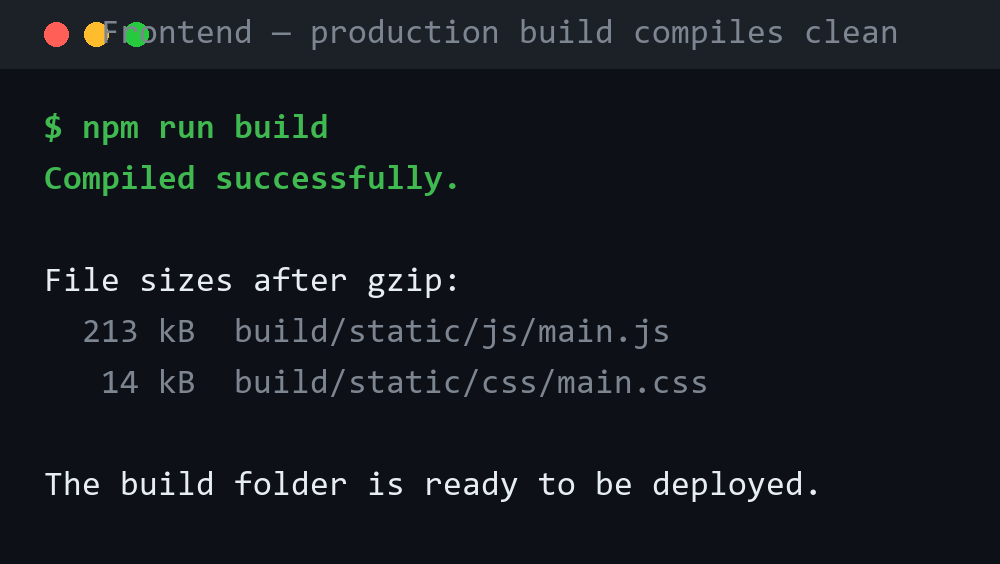 Frontend — production build compiles clean
$ npm run build
Compiled successfully.
File sizes after gzip:
213 kB  build/static/js/main.js
14 kB  build/static/css/main.css
The build folder is ready to be deployed.